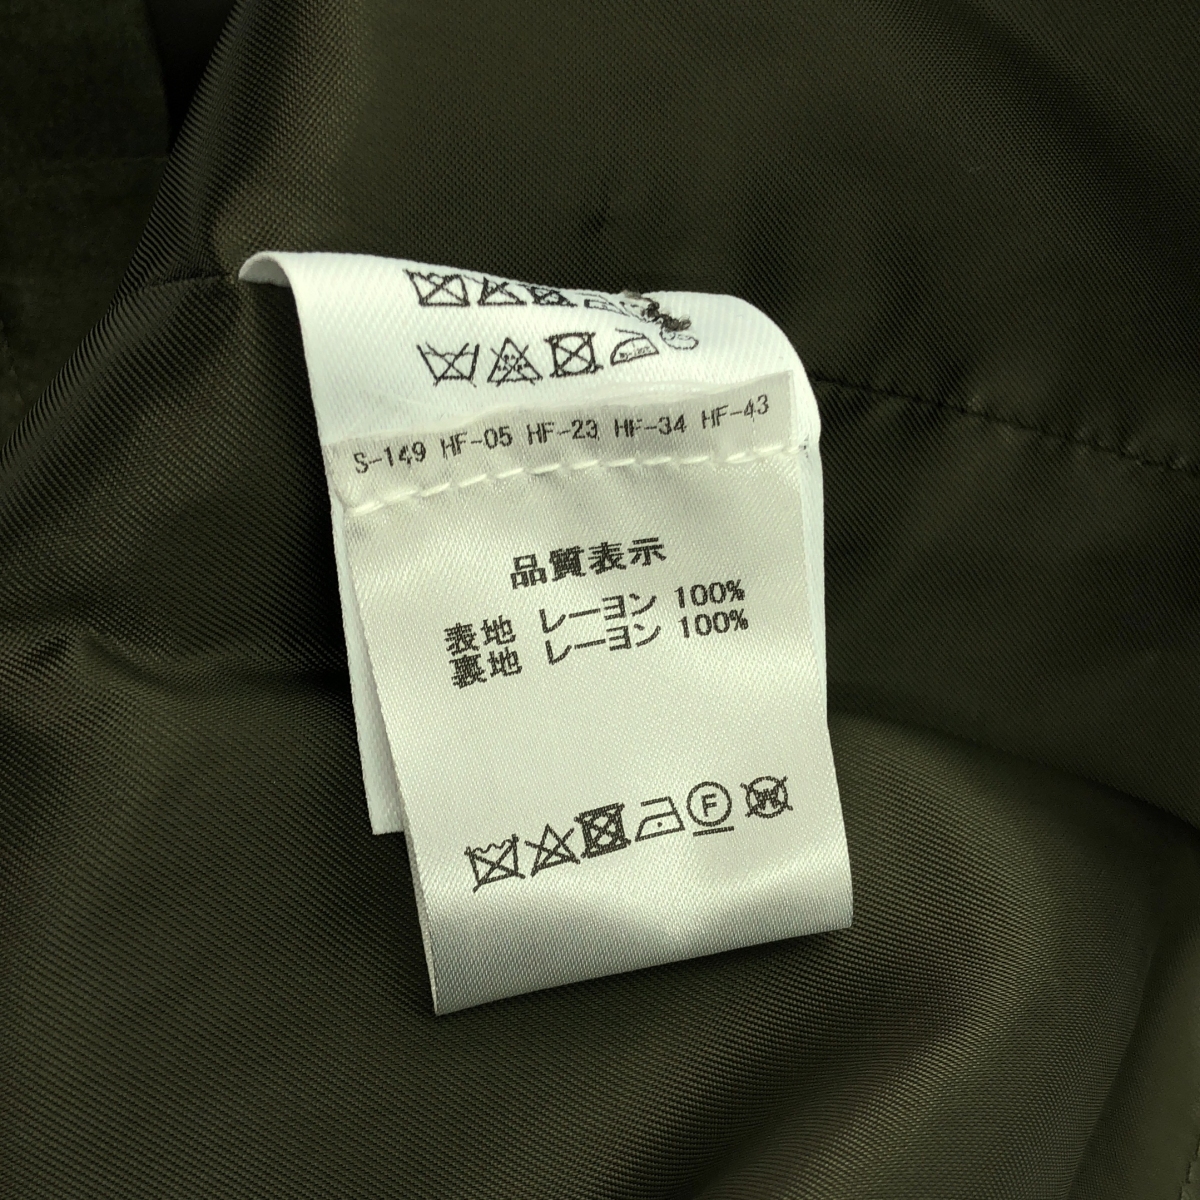 S-149 HF-05 HF-23 HF-34 HF-43
品質表示
表地 レーヨン 100%
裏地 レーヨン 100%
F
W